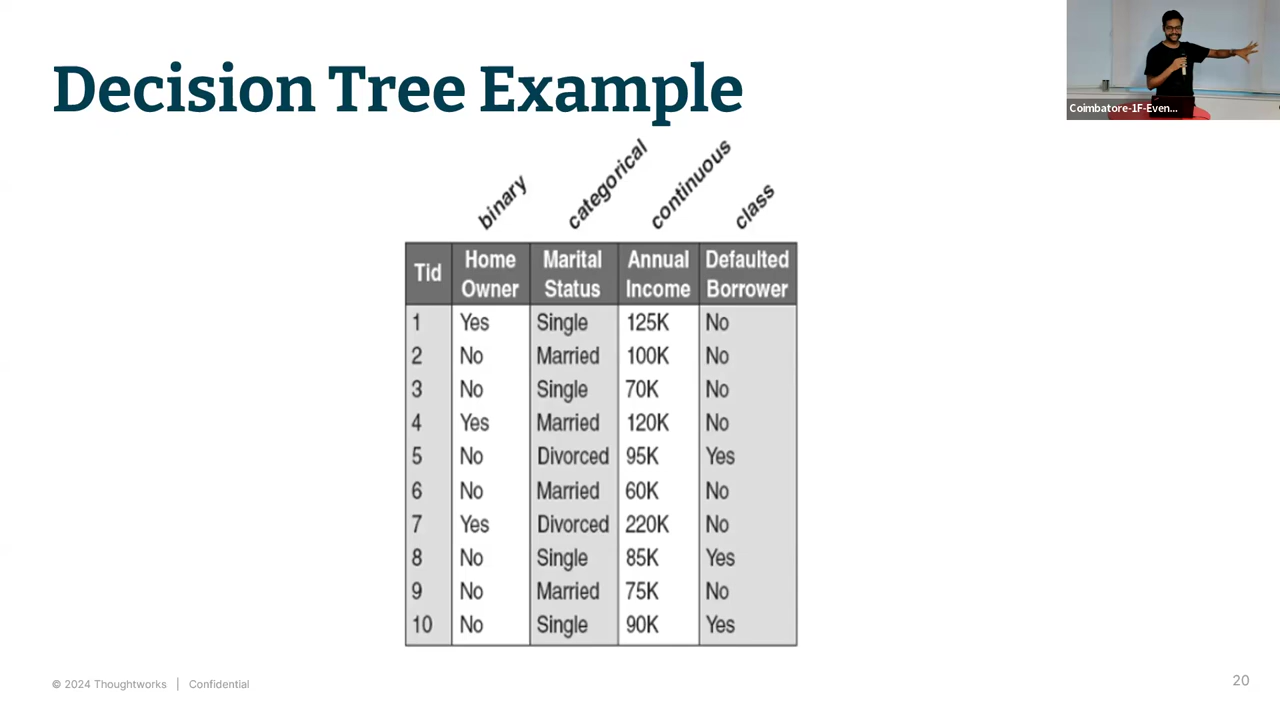 Decision Tree Example
Coimbatore-1F-Even...
binary categorical continuous class
Tid Home Owner Marital Status Annual Income Defaulted Borrower
1 Yes Single 125K No
2 No Married 100K No
3 No Single 70K No
4 Yes Married 120K No
5 No Divorced 95K Yes
6 No Married 60K No
7 Yes Divorced 220K No
8 No Single 85K Yes
9 No Married 75K No
10 No Single 90K Yes
© 2024 Thoughtworks | Confidential
20